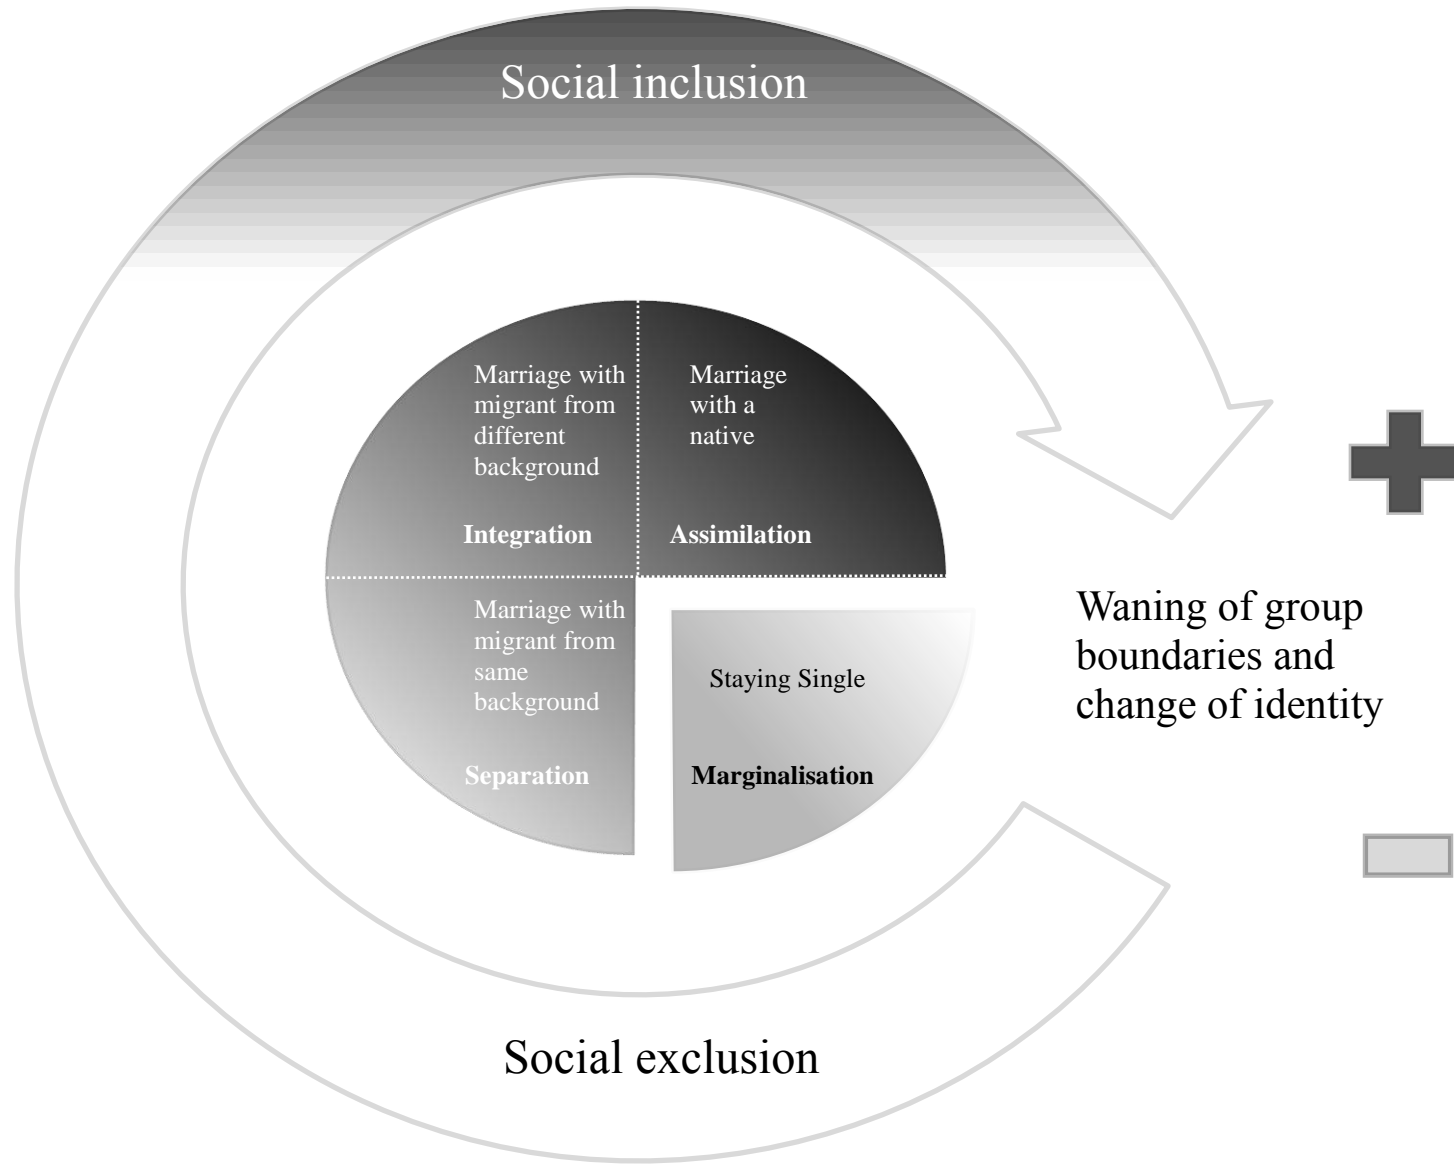 Social inclusion
Marriage with
migrant from
different
background
Integration
Marriage
with a
native
Assimilation
Marriage with
migrant from
same
background
Separation
Staying Single
Marginalisation
Waning of group
boundaries and
change of identity
Social exclusion